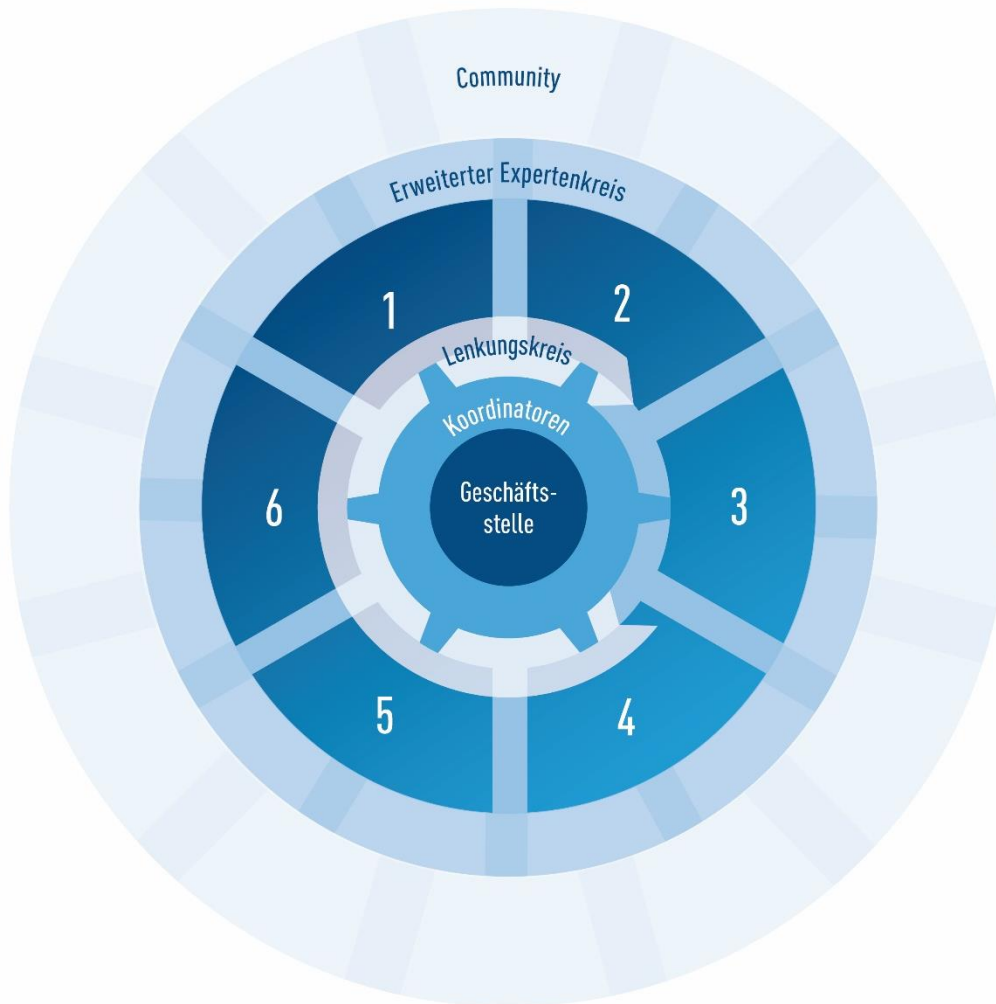 Community
Erweiterter Expertenkreis
1
2
Lenkungskreis
Koordinatoren
Geschäfts-
stelle
6
3
5
4